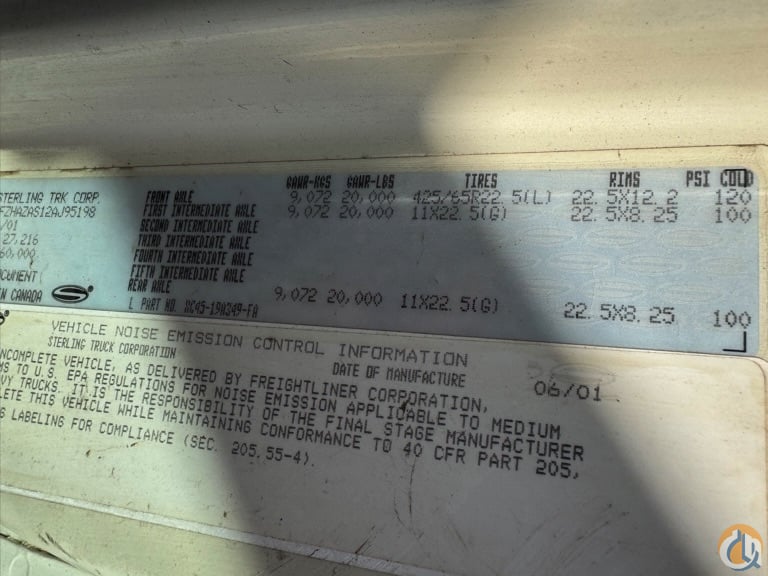 STERLING TRK CORP. GAWR-KGS GAWR-LBS TIRES RIMS PSI COLD
FRONT AXLE 9,072 20,000 425/65R22.5(L) 22.5X12.2 120
FZHAZAS12AJ95198 FIRST INTERMEDIATE AXLE 9,072 20,000 11X22.5(G) 22.5X8.25 100
/01 SECOND INTERMEDIATE AXLE
27,216 THIRD INTERMEDIATE AXLE
60,000 FOURTH INTERMEDIATE AXLE
FIFTH INTERMEDIATE AXLE
DOCUMENT REAR AXLE 9,072 20,000 11X22.5(G) 22.5X8.25 100
EN CANADA L PART NO. XC45-19A349-FA
VEHICLE NOISE EMISSION CONTROL INFORMATION
STERLING TRUCK CORPORATION DATE OF MANUFACTURE 06/01
INCOMPLETE VEHICLE, AS DELIVERED BY FREIGHTLINER CORPORATION,
MS TO U.S. EPA REGULATIONS FOR NOISE EMISSION APPLICABLE TO MEDIUM
VY TRUCKS. IT IS THE RESPONSIBILITY OF THE FINAL STAGE MANUFACTURER
LETE THIS VEHICLE WHILE MAINTAINING CONFORMANCE TO 40 CFR PART 205,
G LABELING FOR COMPLIANCE (SEC. 205.55-4).